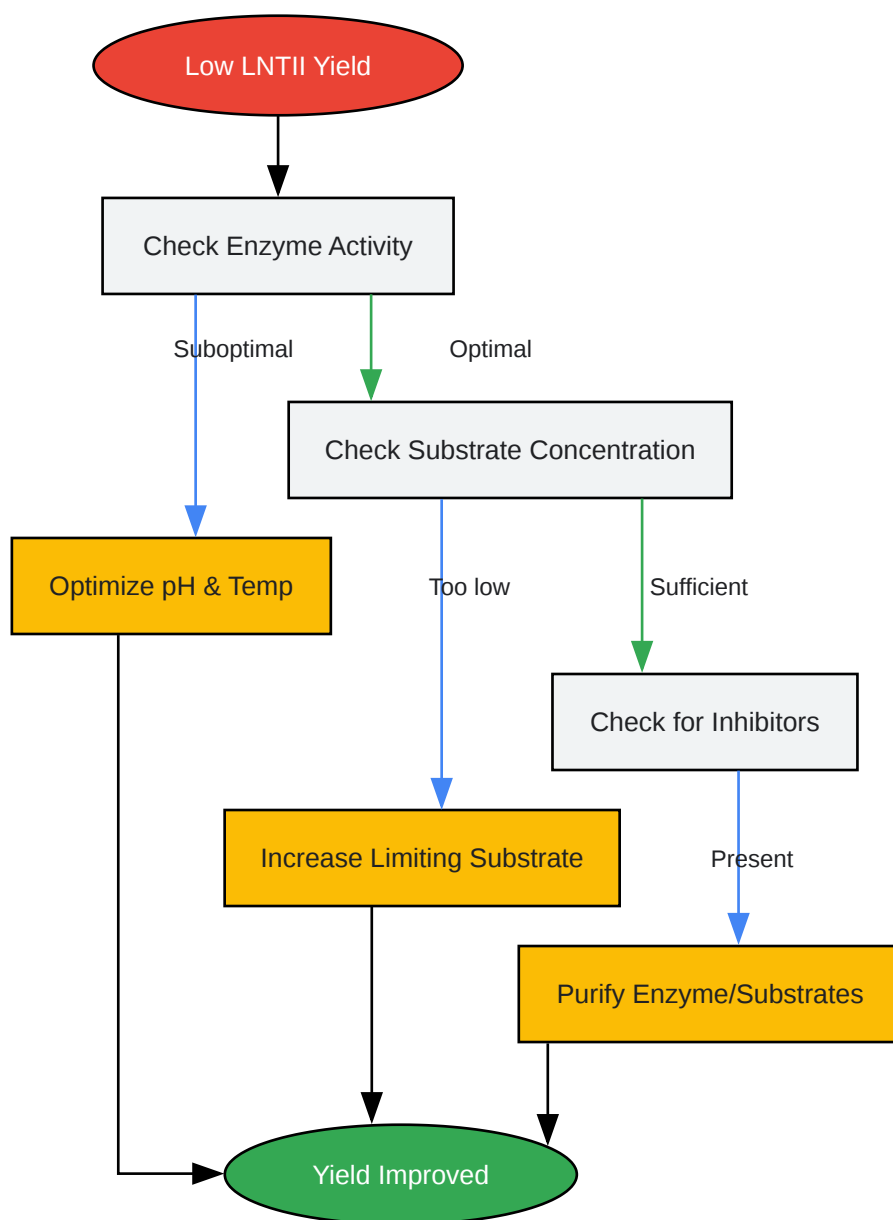 Low LNTII Yield
Check Enzyme Activity
Suboptimal
Optimal
Check Substrate Concentration
Optimize pH & Temp
Too low
Sufficient
Check for Inhibitors
Increase Limiting Substrate
Present
Purify Enzyme/Substrates
Yield Improved